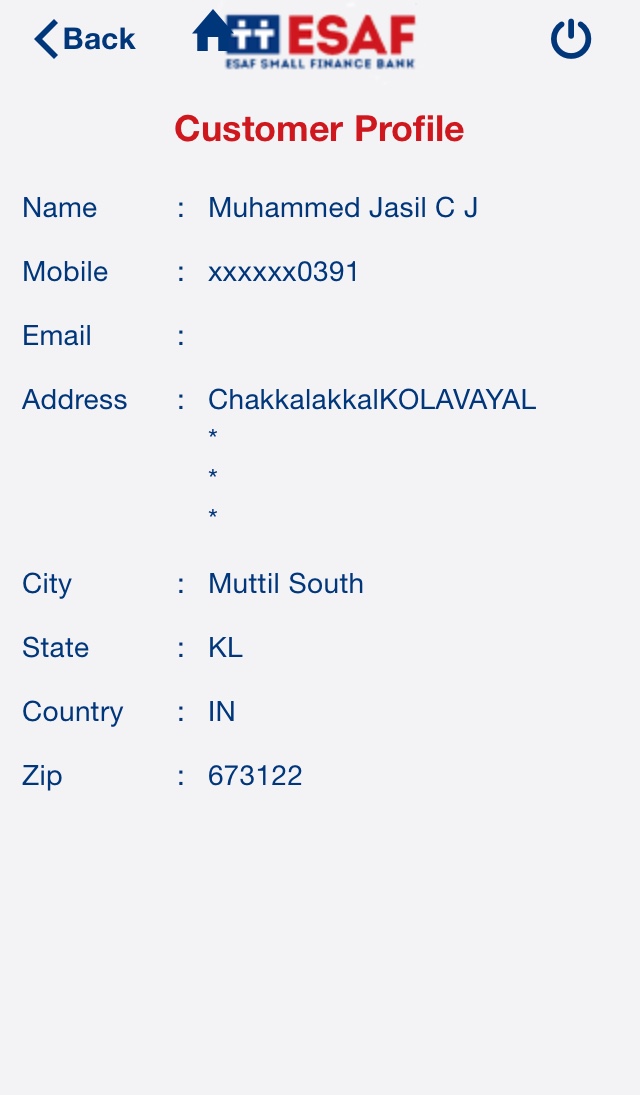 Back
ESAF
ESAF SMALL FINANCE BANK
Customer Profile
Name : Muhammed Jasil C J
Mobile : xxxxxx0391
Email :
Address : ChakkalakkalKOLAVAYAL
*
*
*
City : Muttil South
State : KL
Country : IN
Zip : 673122